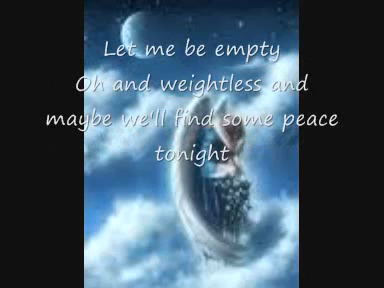 Let me be empty
Oh and weightless and
maybe we'll find some peace
tonight